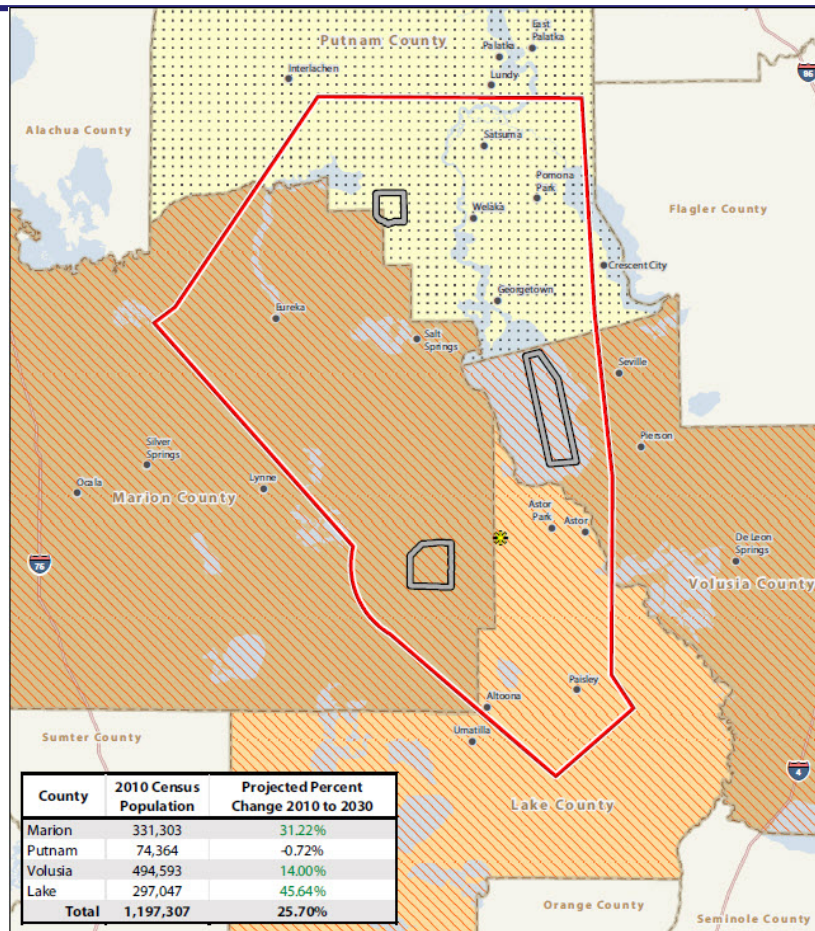 East
Palatka
Putnam County
Palatka
Interlachen
Lundy
86
Alachua County
Satsuma
Pomona
Park
Welaka
Flagler County
Crescent City
Georgetown
Eureka
Salt
Springs
Seville
Silver
Springs
Pierson
Ocala
Lynne
Marion County
Astor
Park
Astor
De Leon
Springs
76
Volusia County
Paisley
Altoona
Sumter County
Umatilla
4
Lake County
County
2010 Census
Population
Projected Percent
Change 2010 to 2030
Marion 331,303 31.22%
Putnam 74,364 -0.72%
Volusia 494,593 14.00%
Lake 297,047 45.64%
Total 1,197,307 25.70%
Orange County
Seminole County